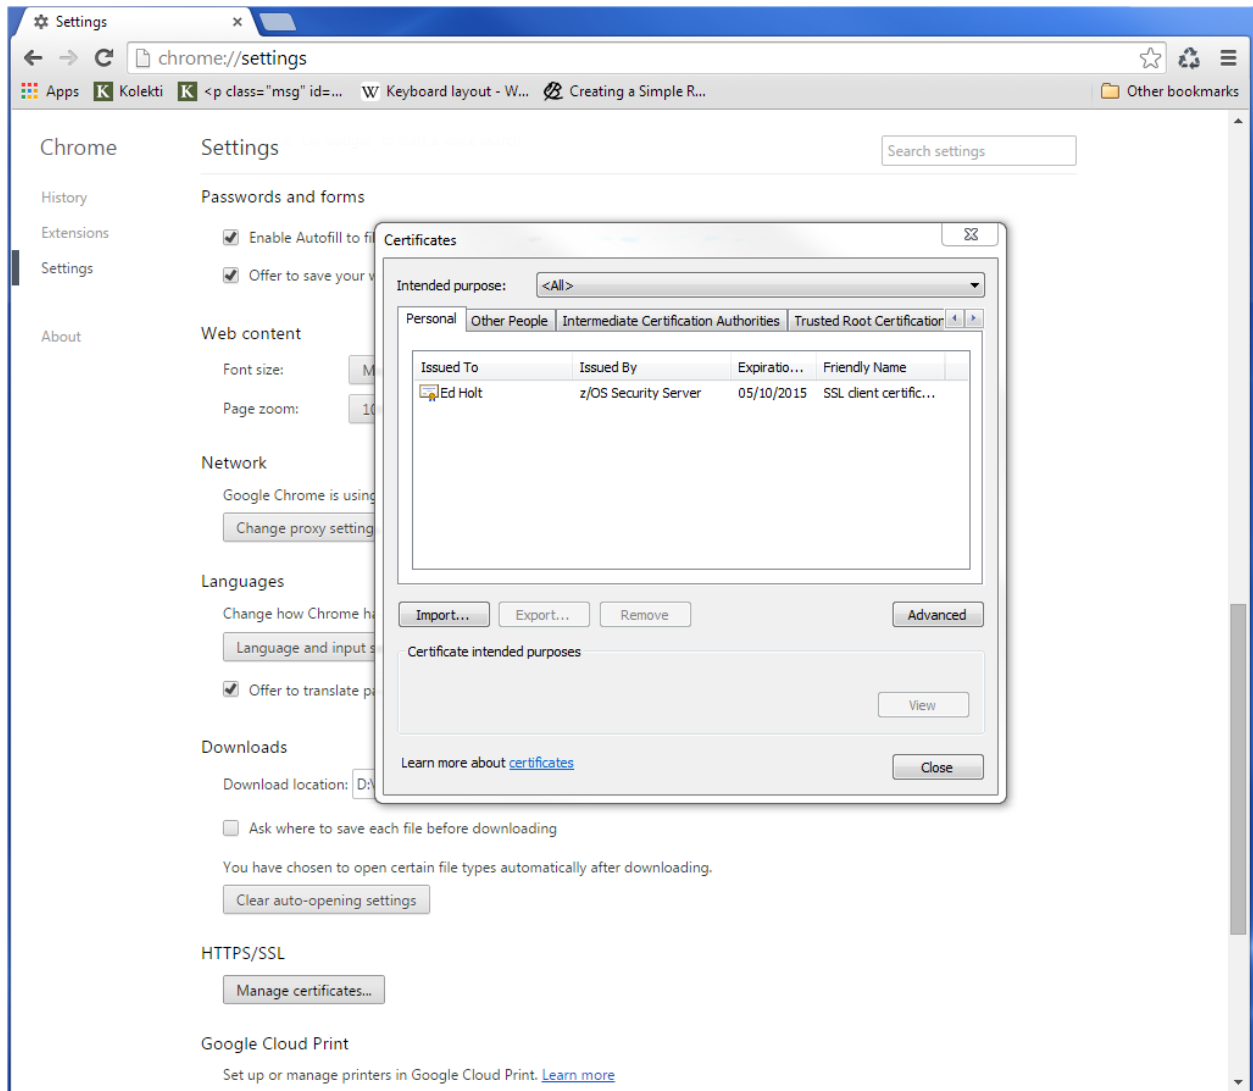 Settings
chrome://settings
Apps K Kolekti K <p class="msg" id=... W Keyboard layout - W... Creating a Simple R... Other bookmarks
Chrome
Settings
Search settings
History
Extensions
Settings
About
Passwords and forms
Enable Autofill to fil
Offer to save your w
Web content
Font size: M
Page zoom: 10
Network
Google Chrome is using
Change proxy setting
Languages
Change how Chrome ha
Language and input s
Offer to translate pa
Downloads
Download location: D:\
Ask where to save each file before downloading
You have chosen to open certain file types automatically after downloading.
Clear auto-opening settings
HTTPS/SSL
Manage certificates...
Google Cloud Print
Set up or manage printers in Google Cloud Print. Learn more
Certificates
Intended purpose: <All>
Personal Other People Intermediate Certification Authorities Trusted Root Certification
Issued To Issued By Expiratio... Friendly Name
Ed Holt z/OS Security Server 05/10/2015 SSL client certific...
Import... Export... Remove Advanced
Certificate intended purposes
View
Learn more about certificates
Close